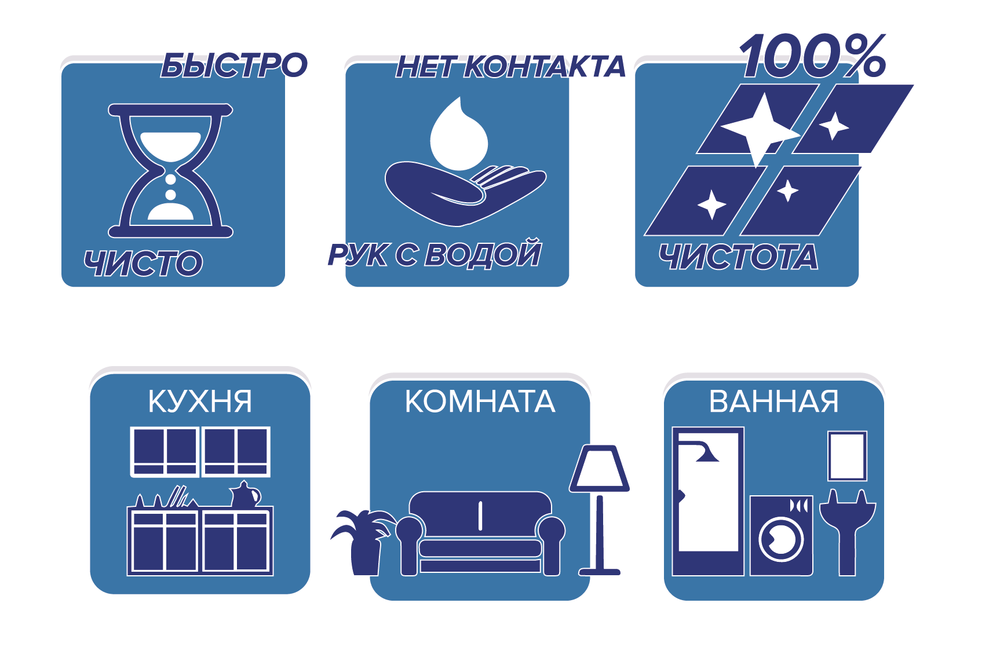 БЫСТРО
ЧИСТО
НЕТ КОНТАКТА
РУК С ВОДОЙ
100%
ЧИСТОТА
КУХНЯ
КОМНАТА
ВАННАЯ